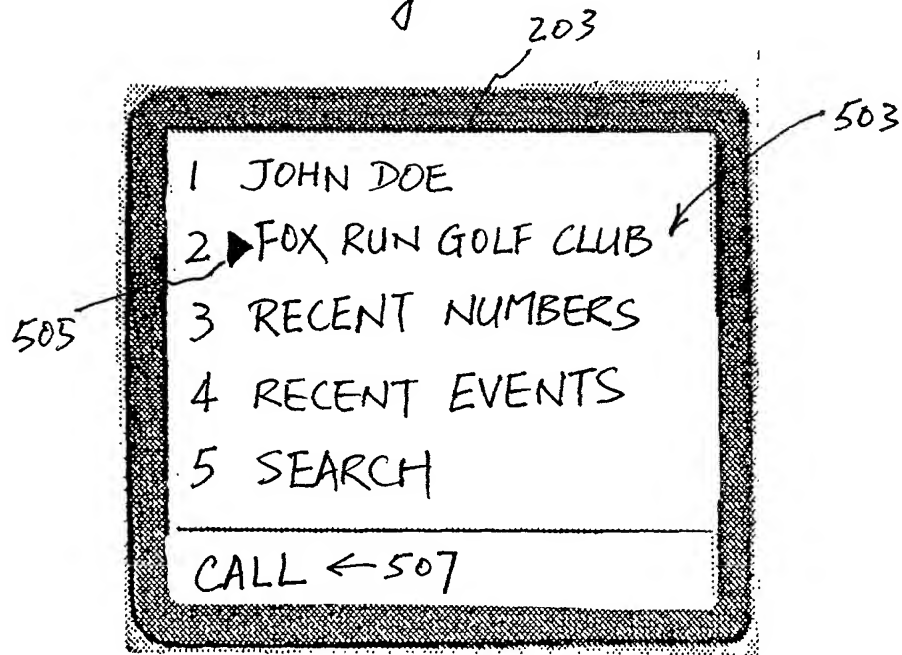 203
503
1 JOHN DOE
2 ▶FOX RUN GOLF CLUB
505
3 RECENT NUMBERS
4 RECENT EVENTS
5 SEARCH
CALL ←507